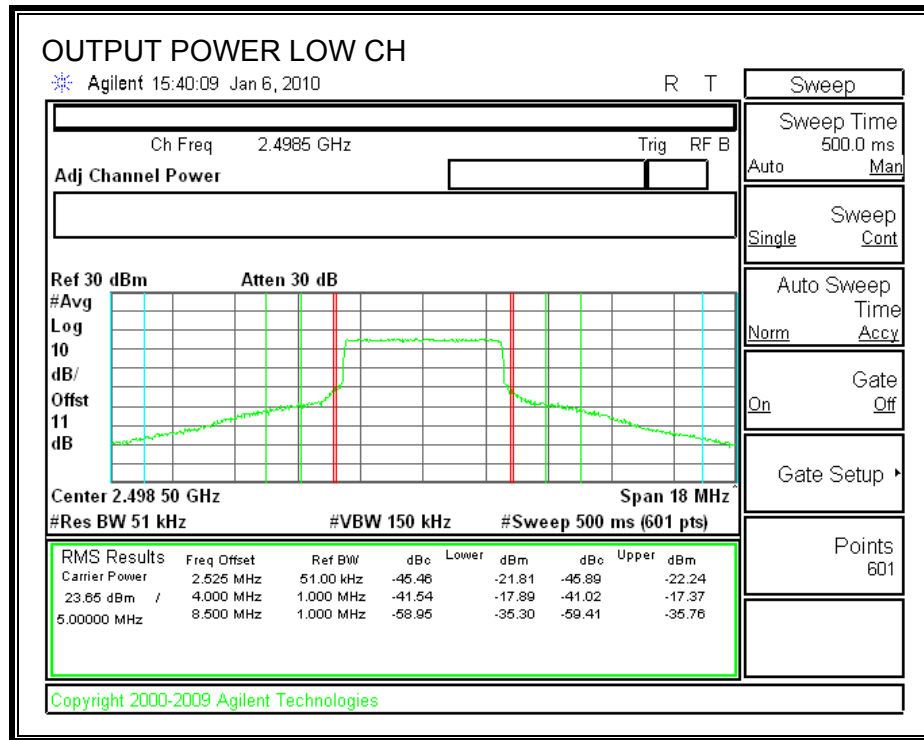 OUTPUT POWER LOW CH
Agilent 15:40:09 Jan 6, 2010 R T
Ch Freq 2.4985 GHz Trig RF B
Adj Channel Power
Ref 30 dBm Atten 30 dB
#Avg
Log
10
dB/
Offst
11
dB
Center 2.498 50 GHz Span 18 MHz
#Res BW 51 kHz #VBW 150 kHz #Sweep 500 ms (601 pts)
RMS Results Freq Offset Ref BW dBc Lower dBm dBc Upper dBm
Carrier Power 2.525 MHz 51.00 kHz -45.46 -21.81 -45.89 -22.24
23.65 dBm / 4.000 MHz 1.000 MHz -41.54 -17.89 -41.02 -17.37
5.00000 MHz 8.500 MHz 1.000 MHz -58.95 -35.30 -59.41 -35.76
Copyright 2000-2009 Agilent Technologies
Sweep
Sweep Time
500.0 ms
Auto Man
Sweep
Single Cont
Auto Sweep
Time
Norm Accy
Gate
On Off
Gate Setup
Points
601